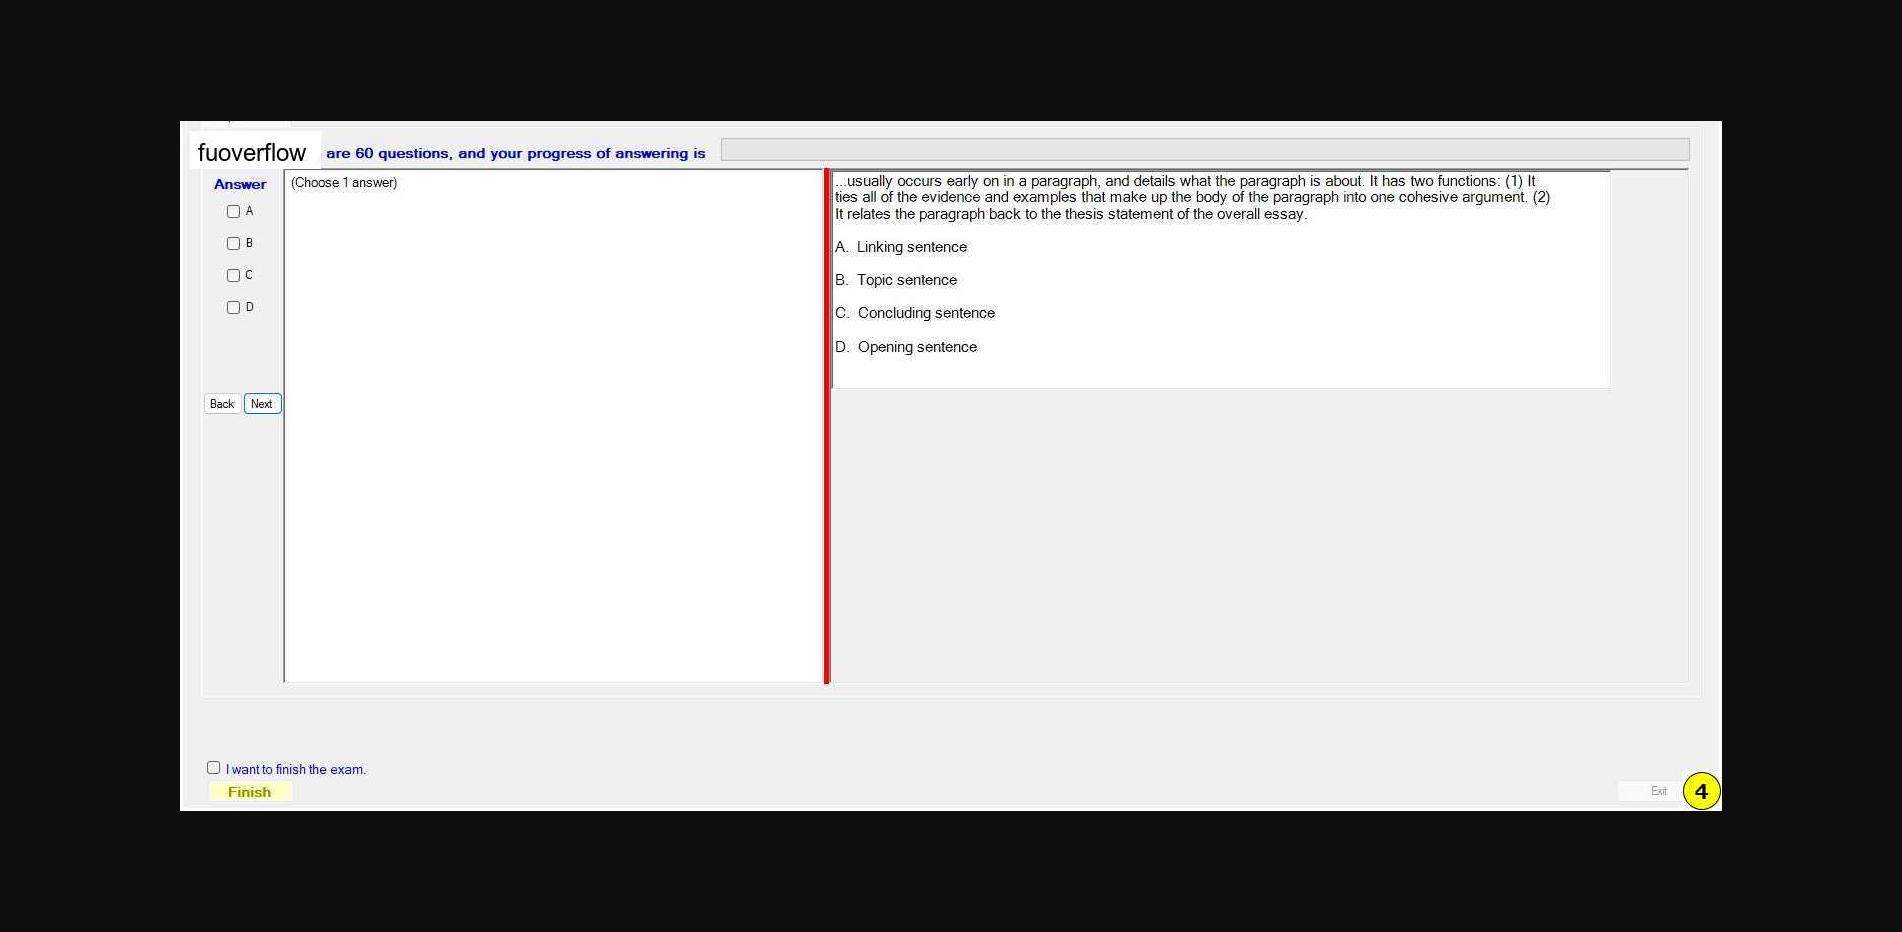 fuoverflow are 60 questions, and your progress of answering is
Answer
(Choose 1 answer)
A
B
C
D
Back Next
...usually occurs early on in a paragraph, and details what the paragraph is about. It has two functions: (1) It
ties all of the evidence and examples that make up the body of the paragraph into one cohesive argument. (2)
It relates the paragraph back to the thesis statement of the overall essay.
A. Linking sentence
B. Topic sentence
C. Concluding sentence
D. Opening sentence
I want to finish the exam.
Finish
Exit
4